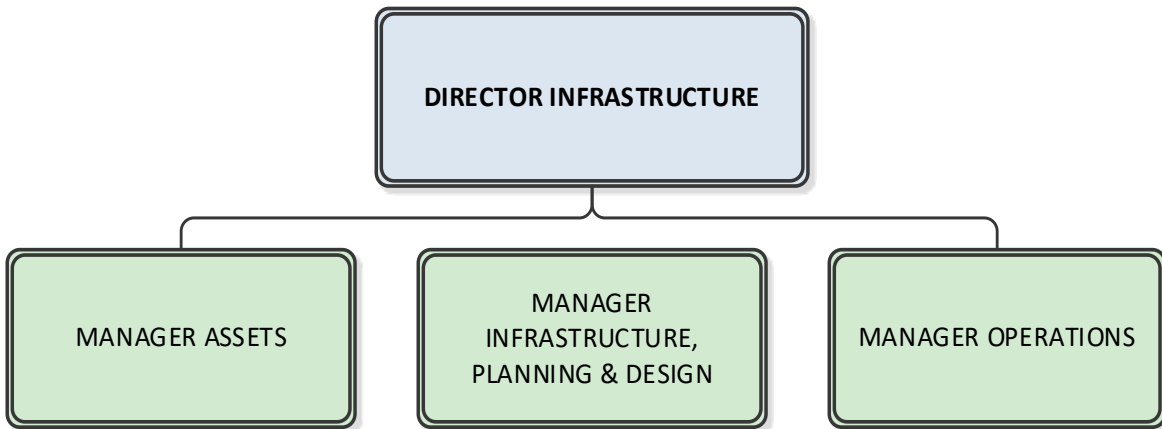 DIRECTOR INFRASTRUCTURE
MANAGER ASSETS
MANAGER
INFRASTRUCTURE,
PLANNING & DESIGN
MANAGER OPERATIONS